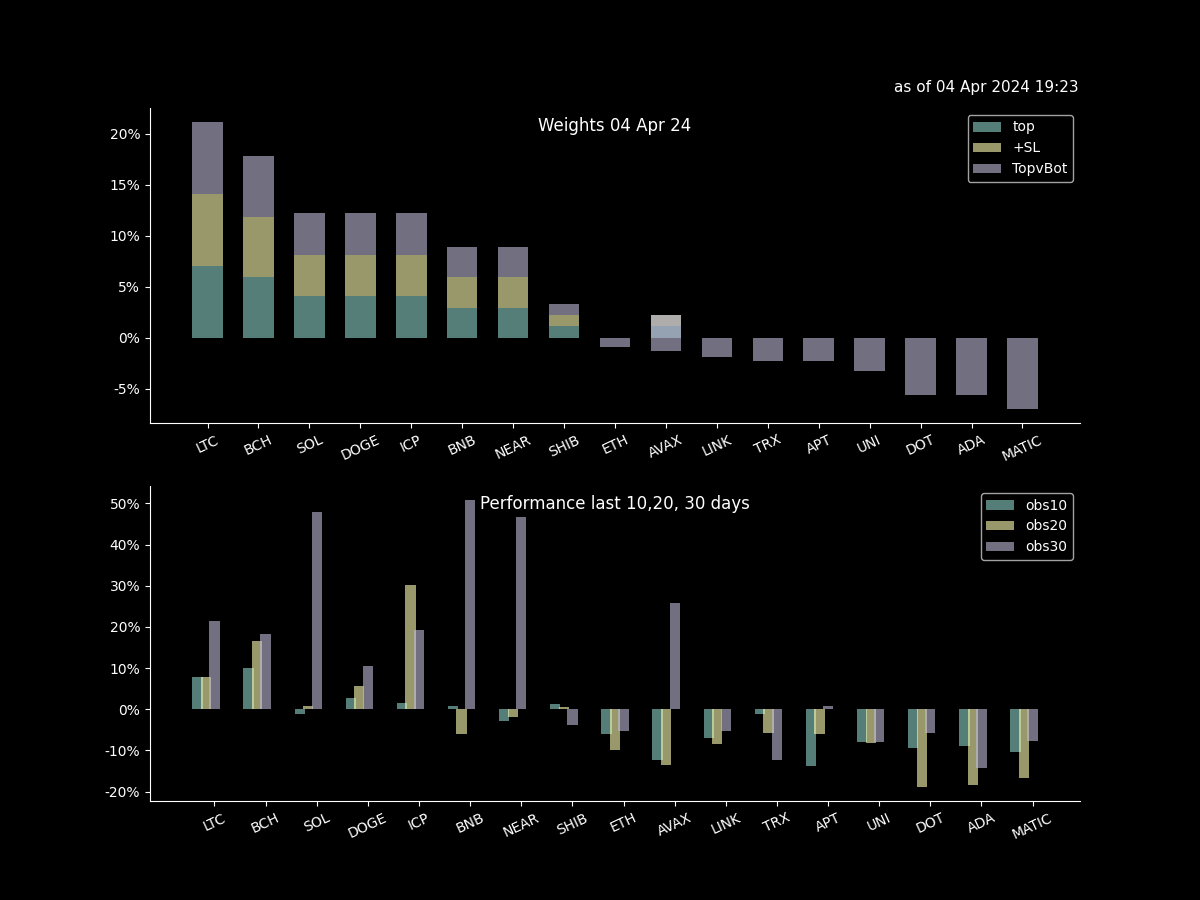 as of 04 Apr 2024 19:23
Weights 04 Apr 24
top
+SL
TopvBot
20%
15%
10%
5%
0%
-5%
LTC BCH SOL DOGE ICP BNB NEAR SHIB ETH AVAX LINK TRX APT UNI DOT ADA MATIC
Performance last 10,20, 30 days
obs10
obs20
obs30
50%
40%
30%
20%
10%
0%
-10%
-20%
LTC BCH SOL DOGE ICP BNB NEAR SHIB ETH AVAX LINK TRX APT UNI DOT ADA MATIC